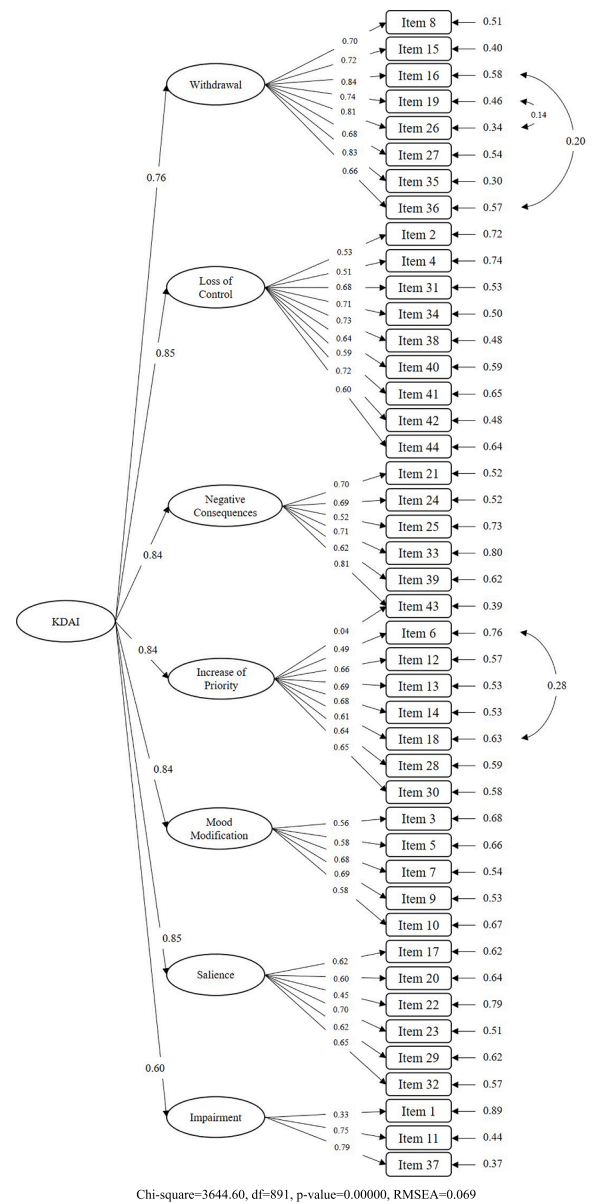 KDAI
0.76
0.85
0.84
0.84
0.84
0.85
0.60
Withdrawal
0.70
0.72
0.84
0.74
0.81
0.68
0.83
0.66
Item 8 0.51
Item 15 0.40
Item 16 0.58
Item 19 0.46
Item 26 0.34
Item 27 0.54
Item 35 0.30
Item 36 0.57
0.14
0.20
Loss of
Control
0.53
0.51
0.68
0.71
0.73
0.64
0.59
0.72
0.60
Item 2 0.72
Item 4 0.74
Item 31 0.53
Item 34 0.50
Item 38 0.48
Item 40 0.59
Item 41 0.65
Item 42 0.48
Item 44 0.64
Negative
Consequences
0.70
0.69
0.52
0.71
0.62
0.81
Item 21 0.52
Item 24 0.52
Item 25 0.73
Item 33 0.80
Item 39 0.62
Item 43 0.39
Increase of
Priority
0.04
0.49
0.66
0.69
0.68
0.61
0.64
0.65
Item 6 0.76
Item 12 0.57
Item 13 0.53
Item 14 0.53
Item 18 0.63
Item 28 0.59
Item 30 0.58
0.28
Mood
Modification
0.56
0.58
0.68
0.69
0.58
Item 3 0.68
Item 5 0.66
Item 7 0.54
Item 9 0.53
Item 10 0.67
Salience
0.62
0.60
0.45
0.70
0.62
0.65
Item 17 0.62
Item 20 0.64
Item 22 0.79
Item 23 0.51
Item 29 0.62
Item 32 0.57
Impairment
0.33
0.75
0.79
Item 1 0.89
Item 11 0.44
Item 37 0.37
Chi-square=3644.60, df=891, p-value=0.00000, RMSEA=0.069